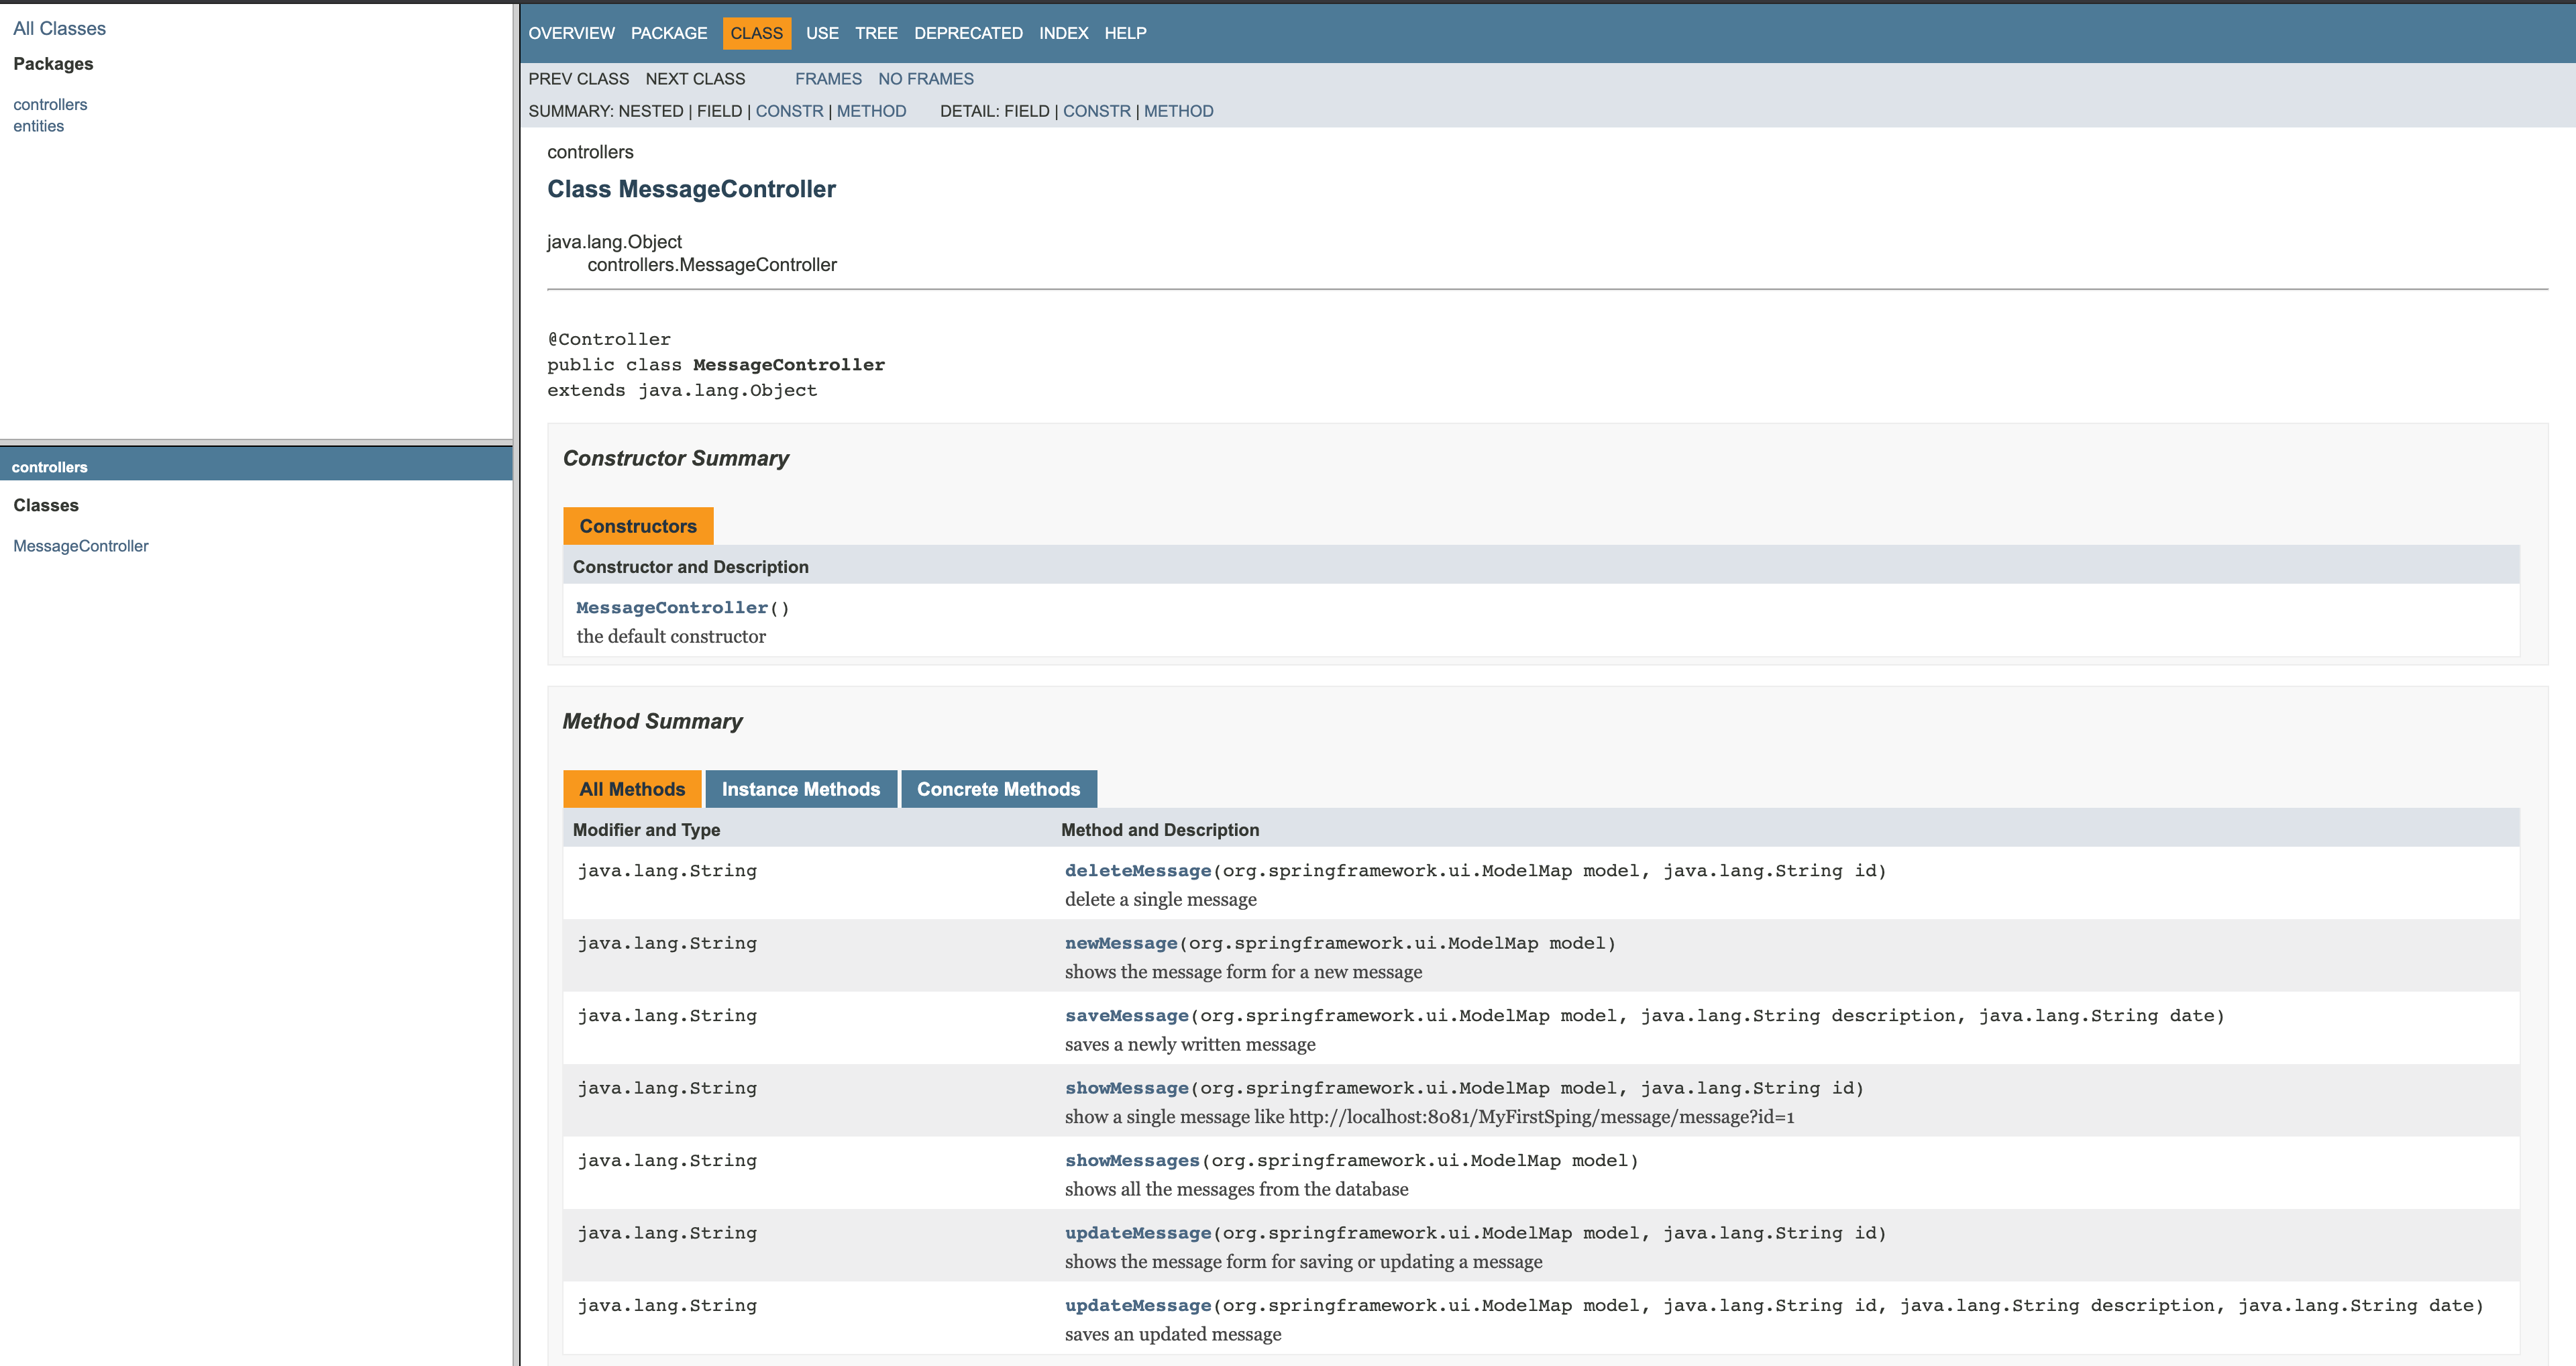 All Classes
Packages
controllers
entities
controllers
Classes
MessageController
OVERVIEW PACKAGE CLASS USE TREE DEPRECATED INDEX HELP
PREV CLASS NEXT CLASS FRAMES NO FRAMES
SUMMARY: NESTED | FIELD | CONSTR | METHOD DETAIL: FIELD | CONSTR | METHOD
controllers
Class MessageController
java.lang.Object
controllers.MessageController
@Controller
public class MessageController
extends java.lang.Object
Constructor Summary
Constructors
Constructor and Description
MessageController()
the default constructor
Method Summary
All Methods Instance Methods Concrete Methods
Modifier and Type Method and Description
java.lang.String deleteMessage(org.springframework.ui.ModelMap model, java.lang.String id)
delete a single message
java.lang.String newMessage(org.springframework.ui.ModelMap model)
shows the message form for a new message
java.lang.String saveMessage(org.springframework.ui.ModelMap model, java.lang.String description, java.lang.String date)
saves a newly written message
java.lang.String showMessage(org.springframework.ui.ModelMap model, java.lang.String id)
show a single message like http://localhost:8081/MyFirstSping/message/message?id=1
java.lang.String showMessages(org.springframework.ui.ModelMap model)
shows all the messages from the database
java.lang.String updateMessage(org.springframework.ui.ModelMap model, java.lang.String id)
shows the message form for saving or updating a message
java.lang.String updateMessage(org.springframework.ui.ModelMap model, java.lang.String id, java.lang.String description, java.lang.String date)
saves an updated message